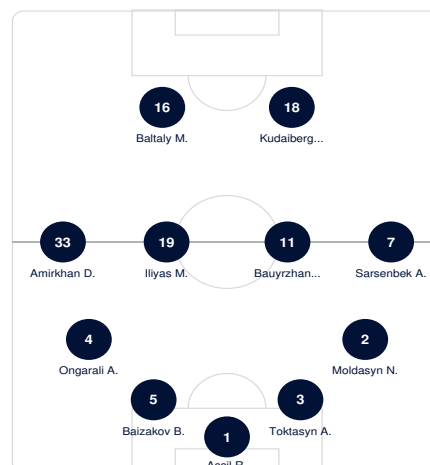 16 18
Baltaly M. Kudaiberg...
33 19 11 7
Amirkhan D. Iliyas M. Bauyrzhan... Sarsenbek A.
4 2
Ongarali A. Moldasyn N.
5 3
Baizakov B. Toktasyn A.
1